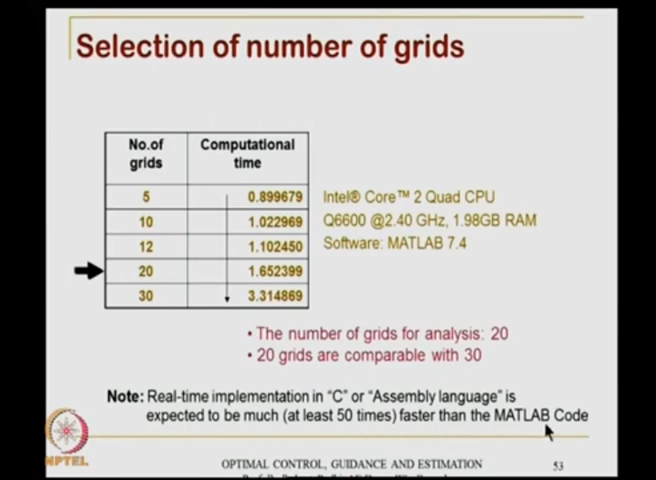 Selection of number of grids
No.of grids
Computational time
5 0.899679
10 1.022969
12 1.102450
20 1.652399
30 3.314869
Intel® Core™ 2 Quad CPU
Q6600 @2.40 GHz, 1.98GB RAM
Software: MATLAB 7.4
• The number of grids for analysis: 20
• 20 grids are comparable with 30
Note: Real-time implementation in “C” or “Assembly language” is
expected to be much (at least 50 times) faster than the MATLAB Code
NPTEL
OPTIMAL CONTROL, GUIDANCE AND ESTIMATION
53